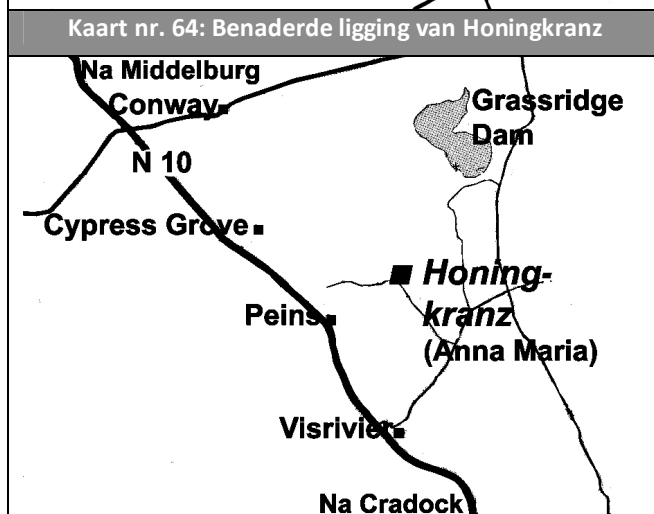 Kaart nr. 64: Benaderde ligging van Honingkranz
Na Middelburg
Conway
Grassridge
Dam
N 10
Cypress Grove
Honing-
kranz
(Anna Maria)
Peins
Visrivier
Na Cradock